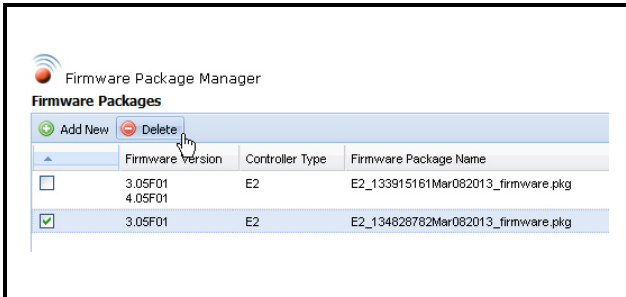 Firmware Package Manager
Firmware Packages
Add New Delete
Firmware Version Controller Type Firmware Package Name
3.05F01 E2 E2_133915161Mar082013_firmware.pkg
4.05F01
3.05F01 E2 E2_134828782Mar082013_firmware.pkg